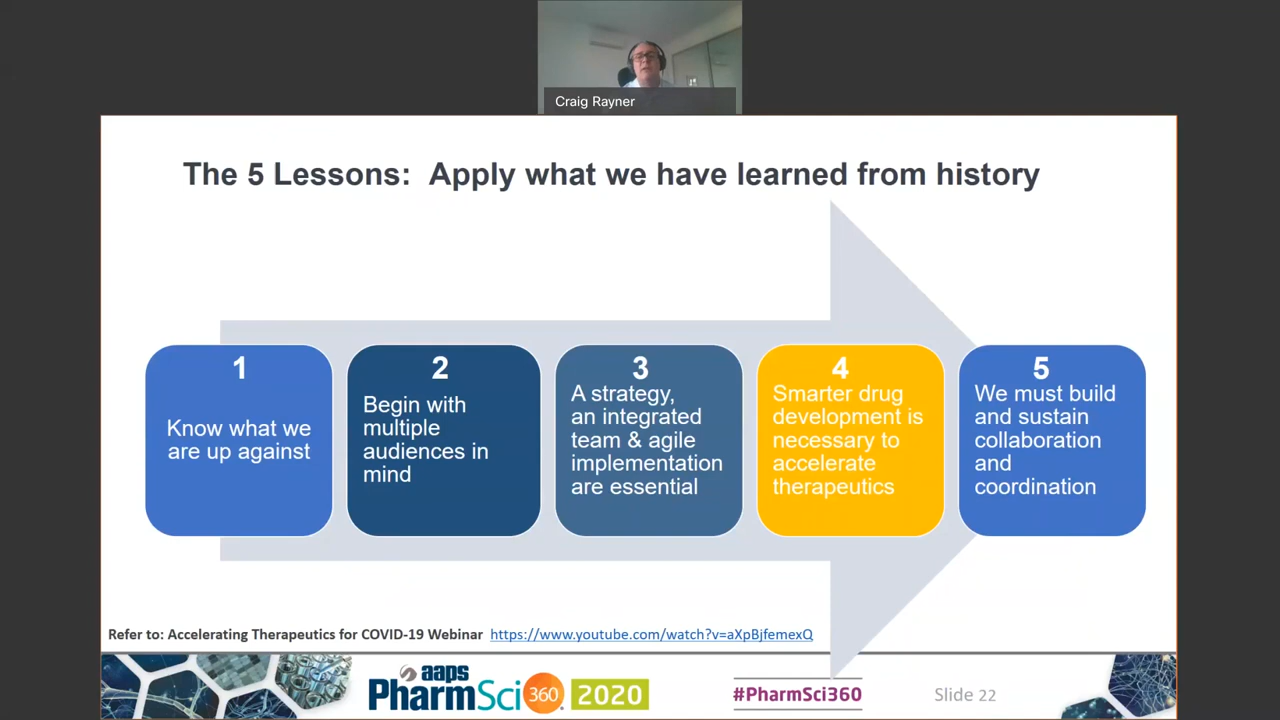 Craig Rayner
The 5 Lessons: Apply what we have learned from history
1
Know what we
are up against
2
Begin with
multiple
audiences in
mind
3
A strategy,
an integrated
team & agile
implementation
are essential
4
Smarter drug
development is
necessary to
accelerate
therapeutics
5
We must build
and sustain
collaboration
and
coordination
Refer to: Accelerating Therapeutics for COVID-19 Webinar https://www.youtube.com/watch?v=aXpBjfemexQ
aaps
PharmSci 360 2020
#PharmSci360
Slide 22